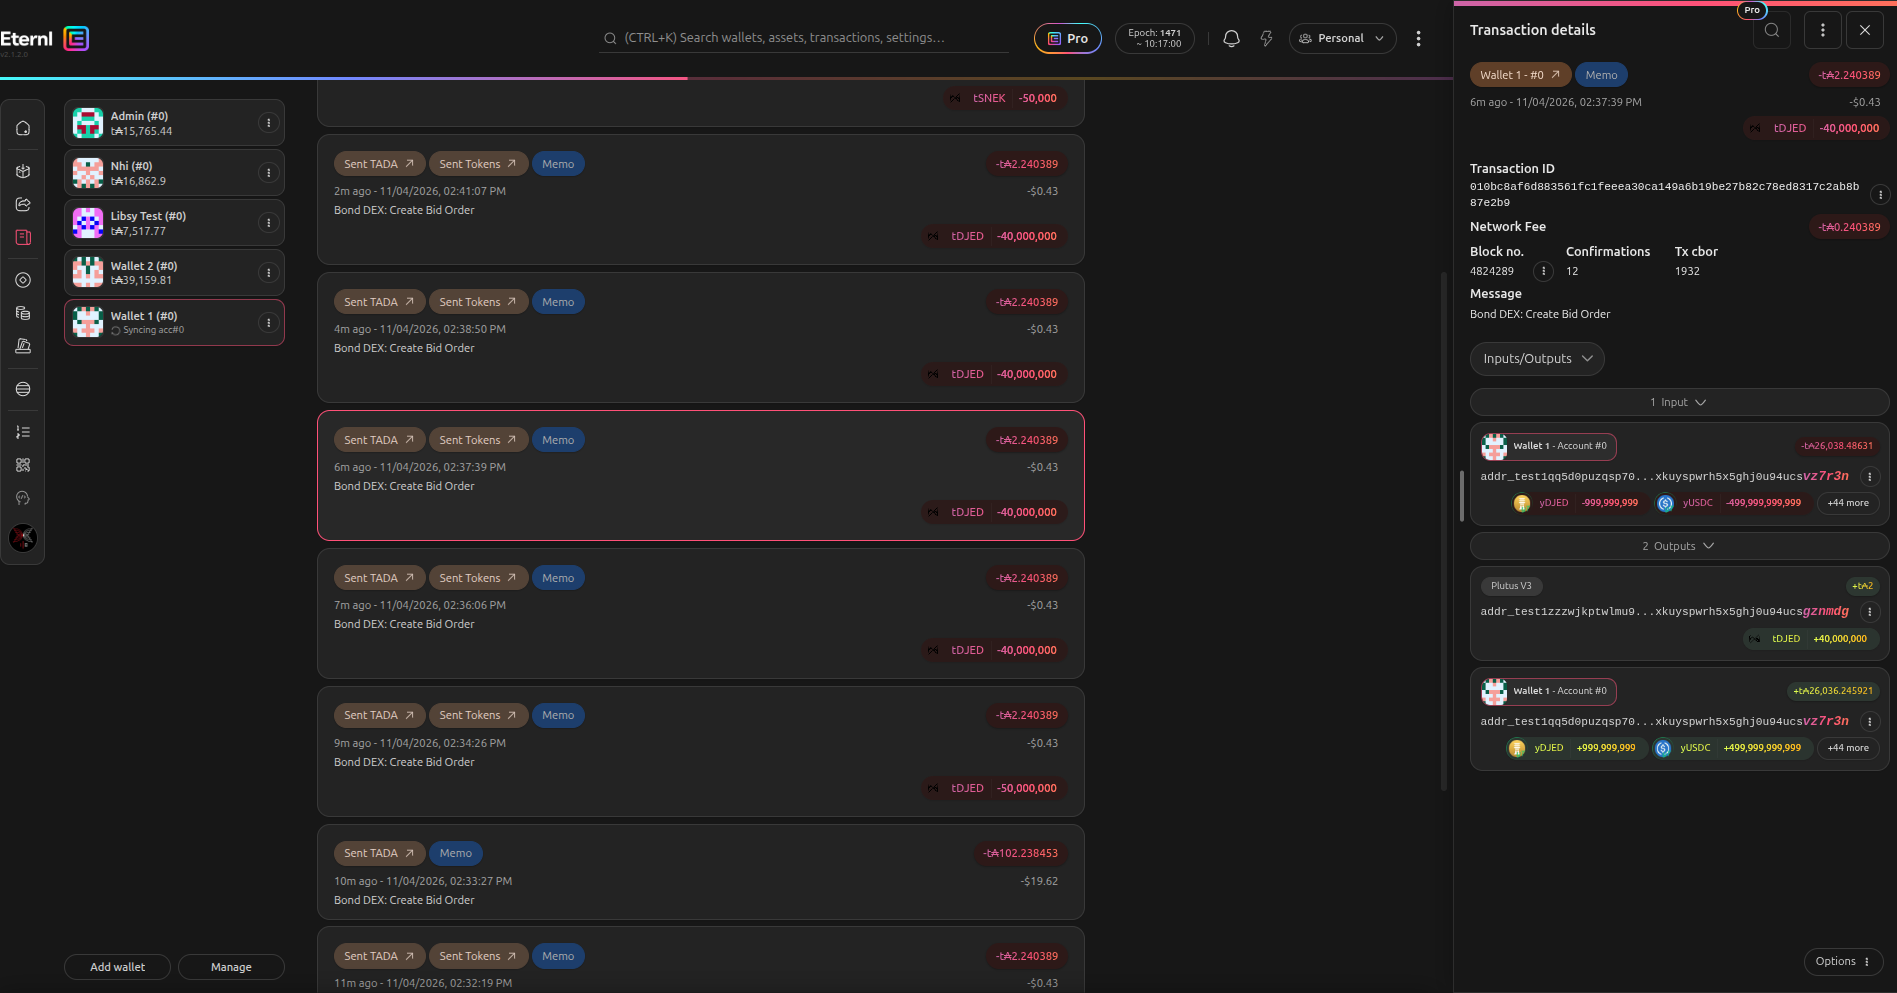 Eternl
v2.1.2.0
(CTRL+K) Search wallets, assets, transactions, settings...
Pro
Epoch: 1471
~ 10:17:00
Personal
Admin (#0)
t₳15,765.44
Nhi (#0)
t₳16,862.9
Libsy Test (#0)
t₳7,517.77
Wallet 2 (#0)
t₳39,159.81
Wallet 1 (#0)
Syncing acc#0
Add wallet
Manage
tSNEK -50,000
Sent TADA Sent Tokens Memo -t₳2.240389
2m ago - 11/04/2026, 02:41:07 PM -$0.43
Bond DEX: Create Bid Order
tDJED -40,000,000
Sent TADA Sent Tokens Memo -t₳2.240389
4m ago - 11/04/2026, 02:38:50 PM -$0.43
Bond DEX: Create Bid Order
tDJED -40,000,000
Sent TADA Sent Tokens Memo -t₳2.240389
6m ago - 11/04/2026, 02:37:39 PM -$0.43
Bond DEX: Create Bid Order
tDJED -40,000,000
Sent TADA Sent Tokens Memo -t₳2.240389
7m ago - 11/04/2026, 02:36:06 PM -$0.43
Bond DEX: Create Bid Order
tDJED -40,000,000
Sent TADA Sent Tokens Memo -t₳2.240389
9m ago - 11/04/2026, 02:34:26 PM -$0.43
Bond DEX: Create Bid Order
tDJED -50,000,000
Sent TADA Memo -t₳102.238453
10m ago - 11/04/2026, 02:33:27 PM -$19.62
Bond DEX: Create Bid Order
Sent TADA Sent Tokens Memo -t₳2.240389
11m ago - 11/04/2026, 02:32:19 PM -$0.43
Pro
Transaction details
Wallet 1 - #0 Memo -t₳2.240389
6m ago - 11/04/2026, 02:37:39 PM -$0.43
tDJED -40,000,000
Transaction ID
010bc8af6d883561fc1feeea30ca149a6b19be27b82c78ed8317c2ab8b
87e2b9
Network Fee -t₳0.240389
Block no. Confirmations Tx cbor
4824289 12 1932
Message
Bond DEX: Create Bid Order
Inputs/Outputs
1 Input
Wallet 1 - Account #0 -t₳26,038.48631
addr_test1qq5d0puzqsp70...xkuyspwrh5x5ghj0u94ucsvz7r3n
yDJED -999,999,999 yUSDC -499,999,999,999 +44 more
2 Outputs
Plutus V3 +t₳2
addr_test1zzzwjkptwlmu9...xkuyspwrh5x5ghj0u94ucsgznmdg
tDJED +40,000,000
Wallet 1 - Account #0 +t₳26,036.245921
addr_test1qq5d0puzqsp70...xkuyspwrh5x5ghj0u94ucsvz7r3n
yDJED +999,999,999 yUSDC +499,999,999,999 +44 more
Options